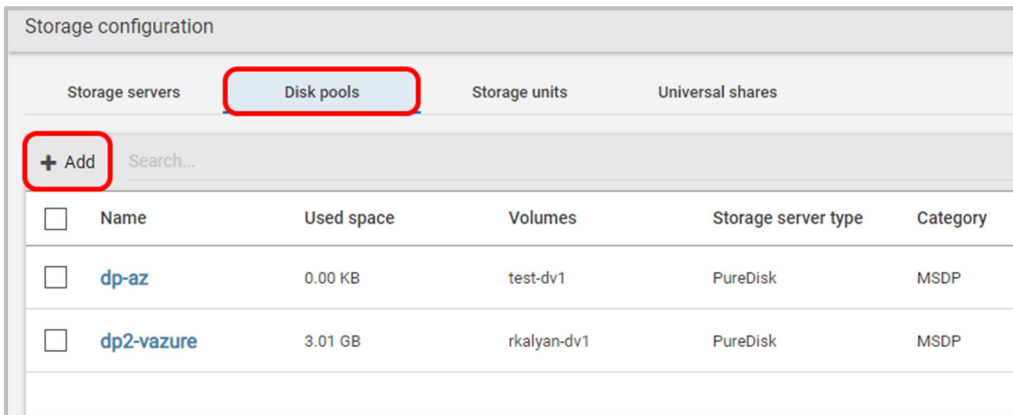 Storage configuration
Storage servers Disk pools Storage units Universal shares
+ Add Search...
Name Used space Volumes Storage server type Category
dp-az 0.00 KB test-dv1 PureDisk MSDP
dp2-vazure 3.01 GB rkalyan-dv1 PureDisk MSDP